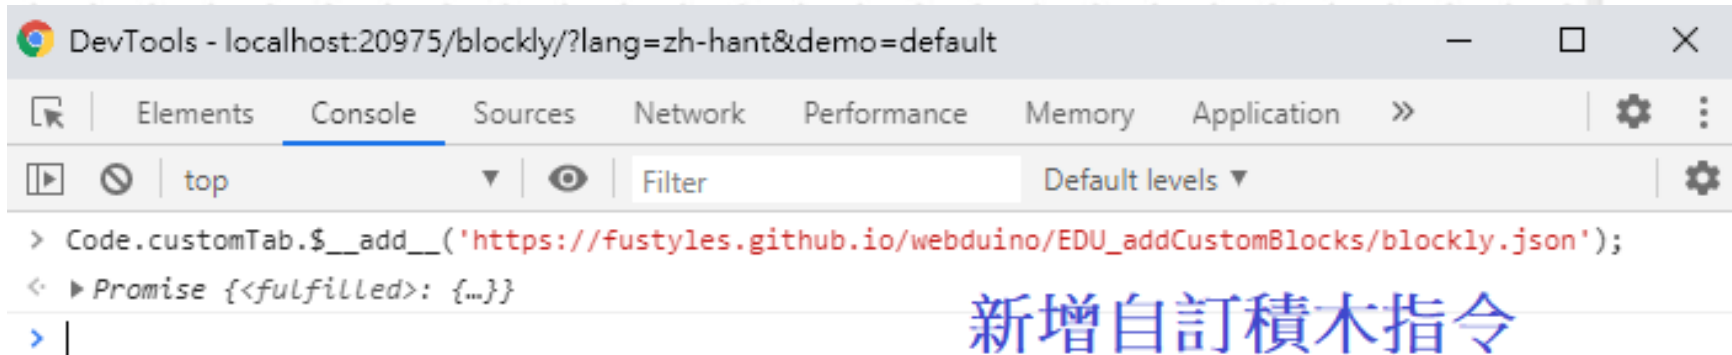 DevTools - localhost:20975/blockly/?lang=zh-hant&demo=default
Elements Console Sources Network Performance Memory Application »
top Filter Default levels ▼
> Code.customTab.$__add__('https://fustyles.github.io/webduino/EDU_addCustomBlocks/blockly.json');
Promise {<fulfilled>: {…}}
新增自訂積木指令